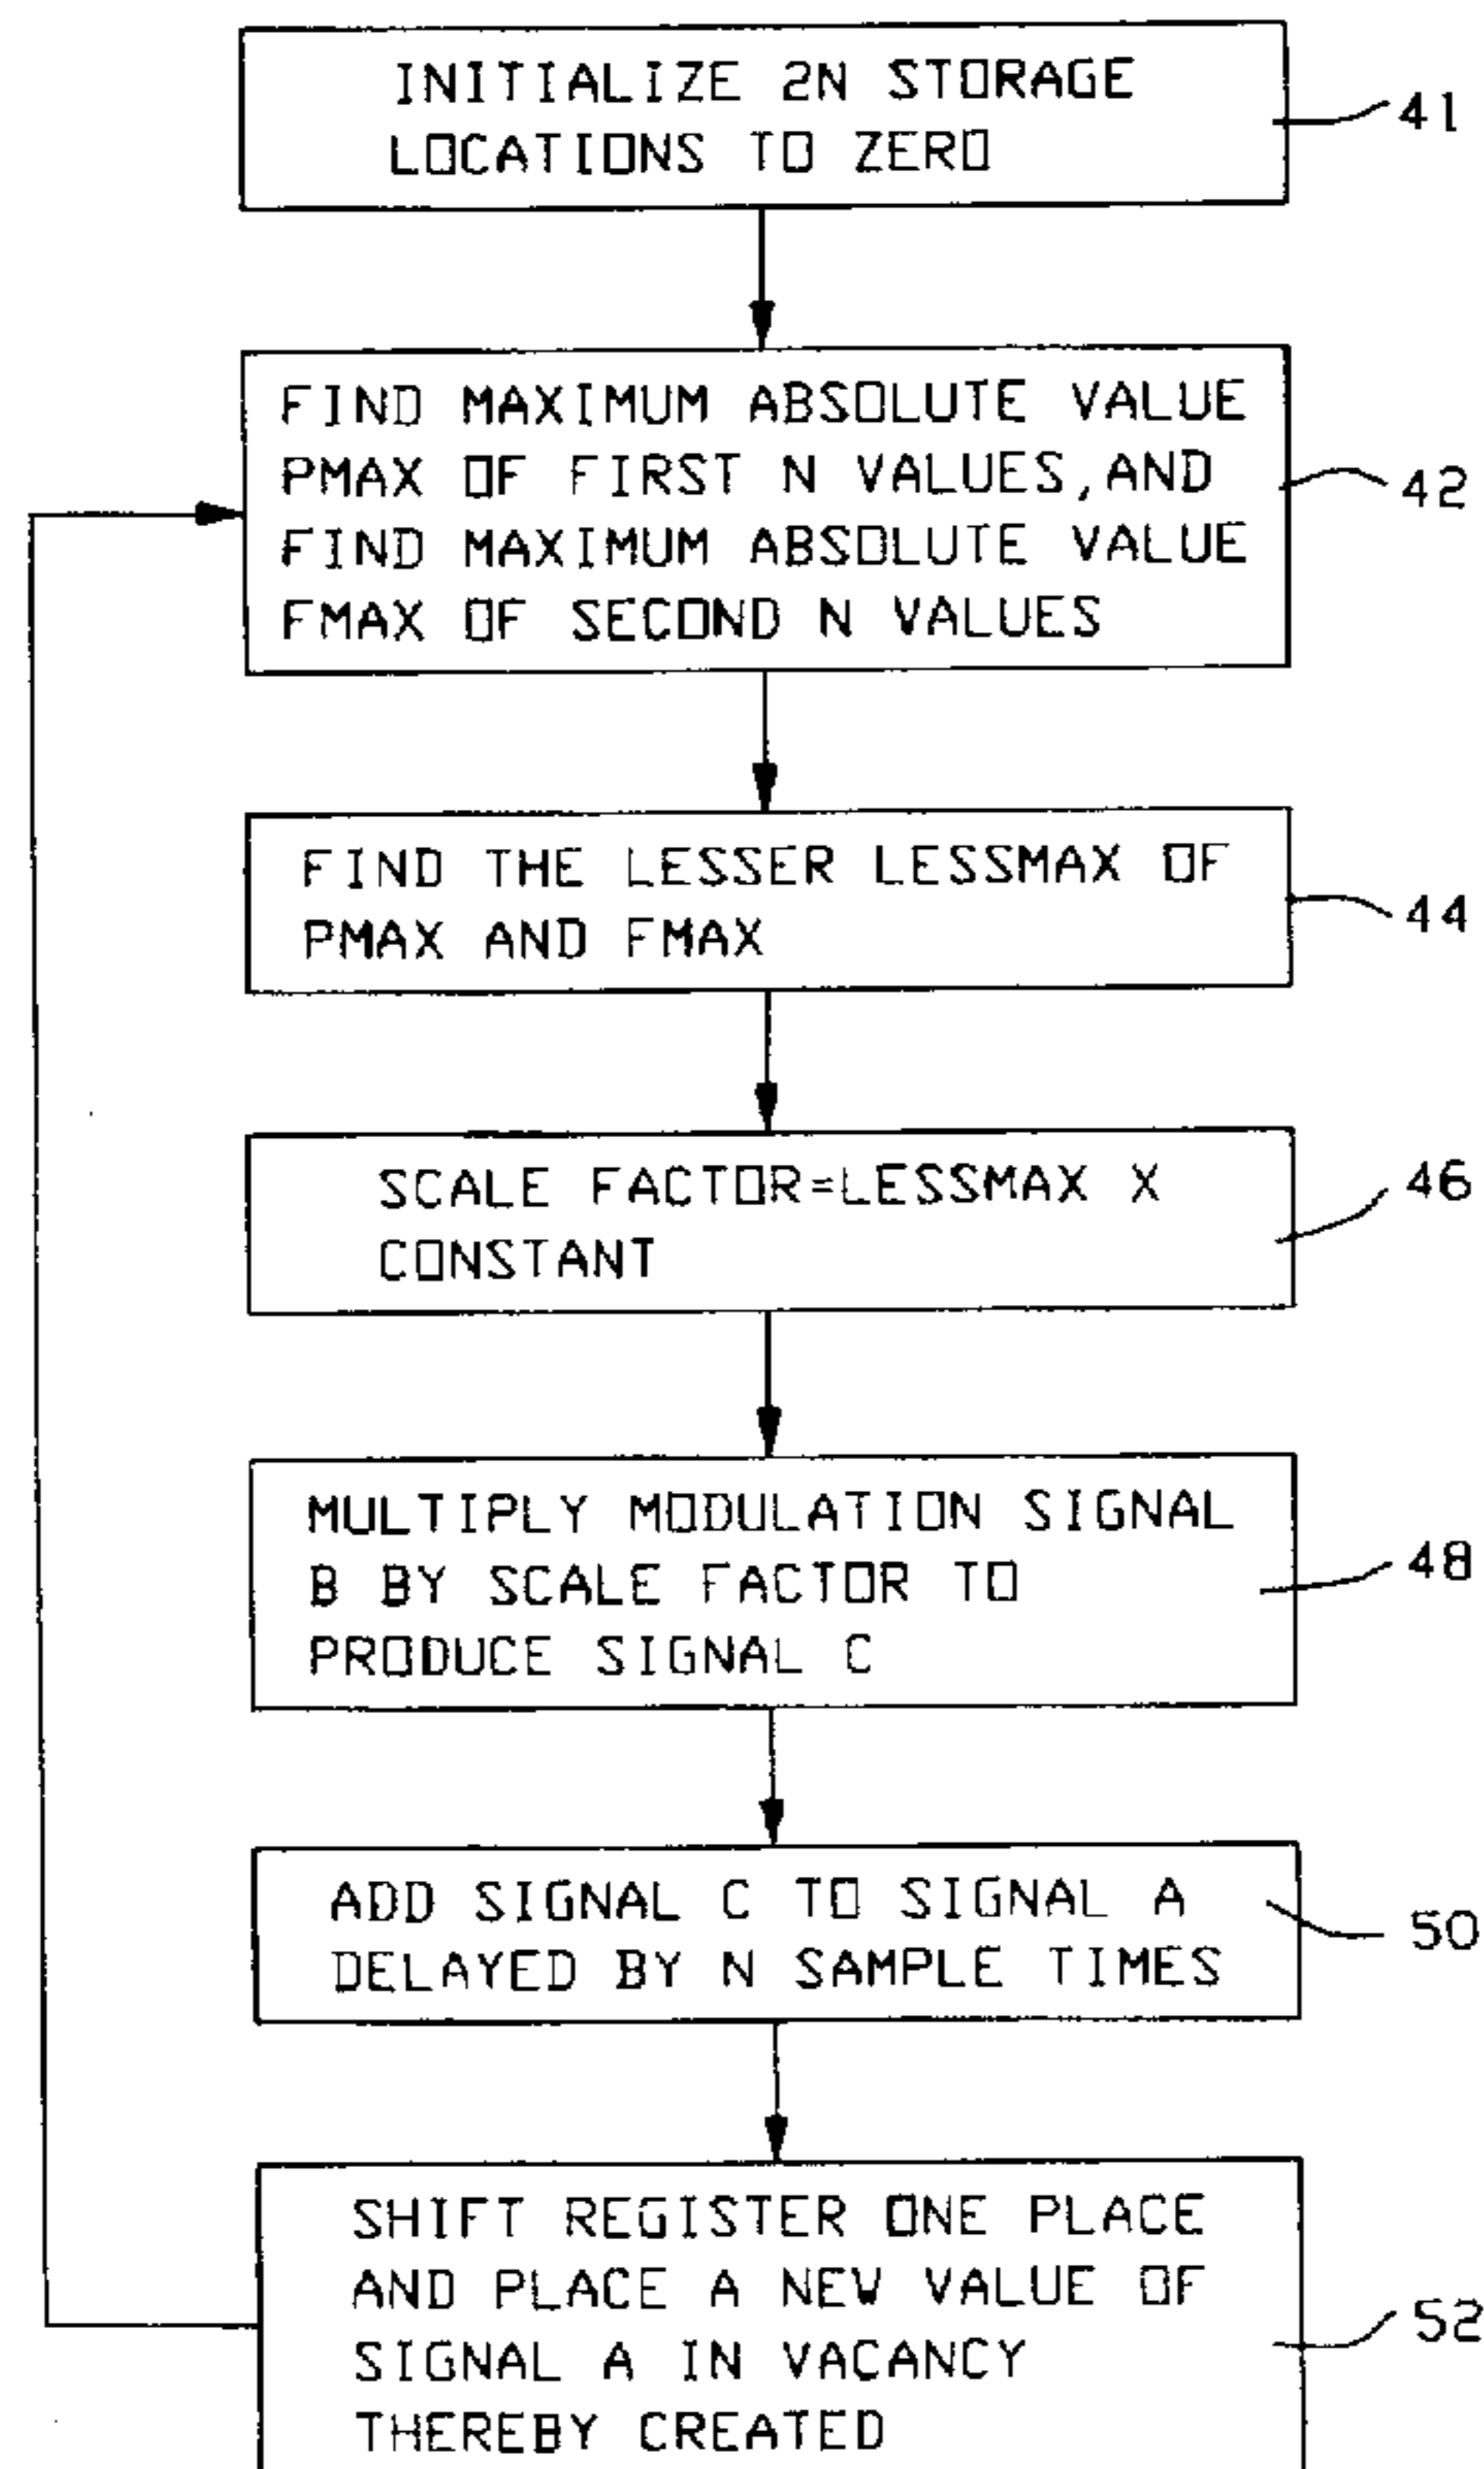 INITIALIZE 2N STORAGE
LOCATIONS TO ZERO
41
FIND MAXIMUM ABSOLUTE VALUE
PMAX OF FIRST N VALUES, AND
FIND MAXIMUM ABSOLUTE VALUE
FMAX OF SECOND N VALUES
42
FIND THE LESSER LESSMAX OF
PMAX AND FMAX
44
SCALE FACTOR=LESSMAX X
CONSTANT
46
MULTIPLY MODULATION SIGNAL
B BY SCALE FACTOR TO
PRODUCE SIGNAL C
48
ADD SIGNAL C TO SIGNAL A
DELAYED BY N SAMPLE TIMES
50
SHIFT REGISTER ONE PLACE
AND PLACE A NEW VALUE OF
SIGNAL A IN VACANCY
THEREBY CREATED
52